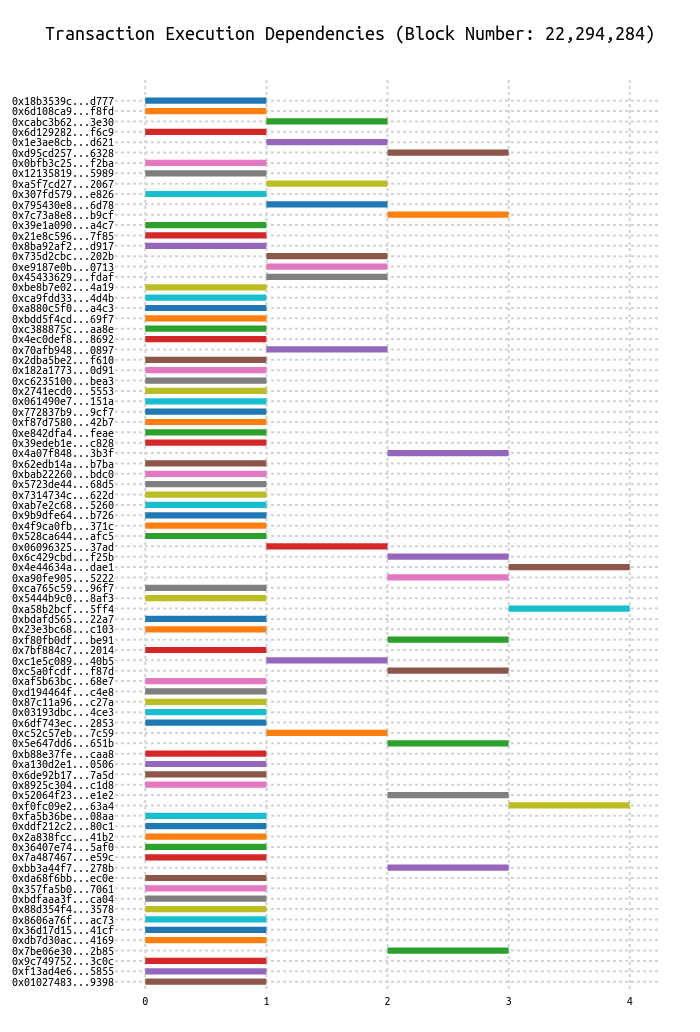 Transaction Execution Dependencies (Block Number: 22,294,284)
0x18b3539c...d777
0x6d108ca9...f8fd
0xcabc3b62...3e30
0x6d129282...f6c9
0x1e3ae8cb...d621
0xd95cd257...6328
0x0bfb3c25...f2ba
0x12135819...5989
0xa5f7cd27...2067
0x307fd579...e826
0x795430e8...6d78
0x7c73a8e8...b9cf
0x39e1a090...a4c7
0x21e8c596...7f85
0x8ba92af2...d917
0x735d2cbc...202b
0xe9187e0b...0713
0x45433629...fdaf
0xbe8b7e02...4a19
0xca9fdd33...4d4b
0xa880c5f0...a4c3
0xbdd5f4cd...69f7
0xc388875c...aa8e
0x4ec0def8...8692
0x70afb948...0897
0x2dba5be2...f610
0x182a1773...0d91
0xc6235100...bea3
0x2741ecd0...5553
0x061490e7...151a
0x772837b9...9cf7
0xf87d7580...42b7
0xe842dfa4...feae
0x39edeb1e...c828
0x4a07f848...3b3f
0x62edb14a...b7ba
0xbab22260...bdc0
0x5723de44...68d5
0x7314734c...622d
0xab7e2c68...5260
0x9b9dfe64...b726
0x4f9ca0fb...371c
0x528ca644...afc5
0x06096325...37ad
0x6c429cbd...f25b
0x4e44634a...dae1
0xa90fe905...5222
0xca765c59...96f7
0x5444b9c0...8af3
0xa58b2bcf...5ff4
0xbdafd565...22a7
0x23e3bc68...c103
0xf80fb0df...be91
0x7bf884c7...2014
0xc1e5c089...40b5
0xc5a0fcdf...f87d
0xaf5b63bc...68e7
0xd194464f...c4e8
0x87c11a96...c27a
0x03193dbc...4ce3
0x6df743ec...2853
0xc52c57eb...7c59
0x5e647dd6...651b
0xb88e37fe...caa8
0xa130d2e1...0506
0x6de92b17...7a5d
0x8925c304...c1d8
0x52064f23...e1e2
0xf0fc09e2...63a4
0xfa5b36be...08aa
0xddf212c2...80c1
0x2a838fcc...41b2
0x36407e74...5af0
0x7a487467...e59c
0xbb3a44f7...278b
0xda68f6bb...ec0e
0x357fa5b0...7061
0xbdfaaa3f...ca04
0x88d354f4...3578
0x8606a76f...ac73
0x36d17d15...41cf
0xdb7d30ac...4169
0x7be06e30...2b85
0x9c749752...3c0c
0xf13ad4e6...5855
0x01027483...9398
0 1 2 3 4